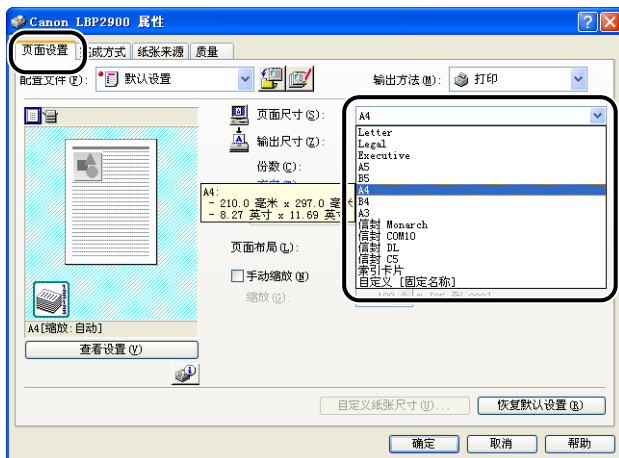 Canon LBP2900 属性
页面设置 成方式 纸张来源 质量
配置文件(F): 默认设置 输出方法(M): 打印
页面尺寸(S): A4
输出尺寸(Z):
份数(C):
Letter
Legal
Executive
A5
B5
A4
B4
A3
信封 Monarch
信封 COM10
信封 DL
信封 C5
索引卡片
自定义 [固定名称]
A4:
- 210.0 毫米 x 297.0 毫
- 8.27 英寸 x 11.69 英寸
页面布局(L):
手动缩放(N)
缩放(G):
A4[缩放:自动]
查看设置(V)
自定义纸张尺寸(U)... 恢复默认设置(R)
确定 取消 帮助